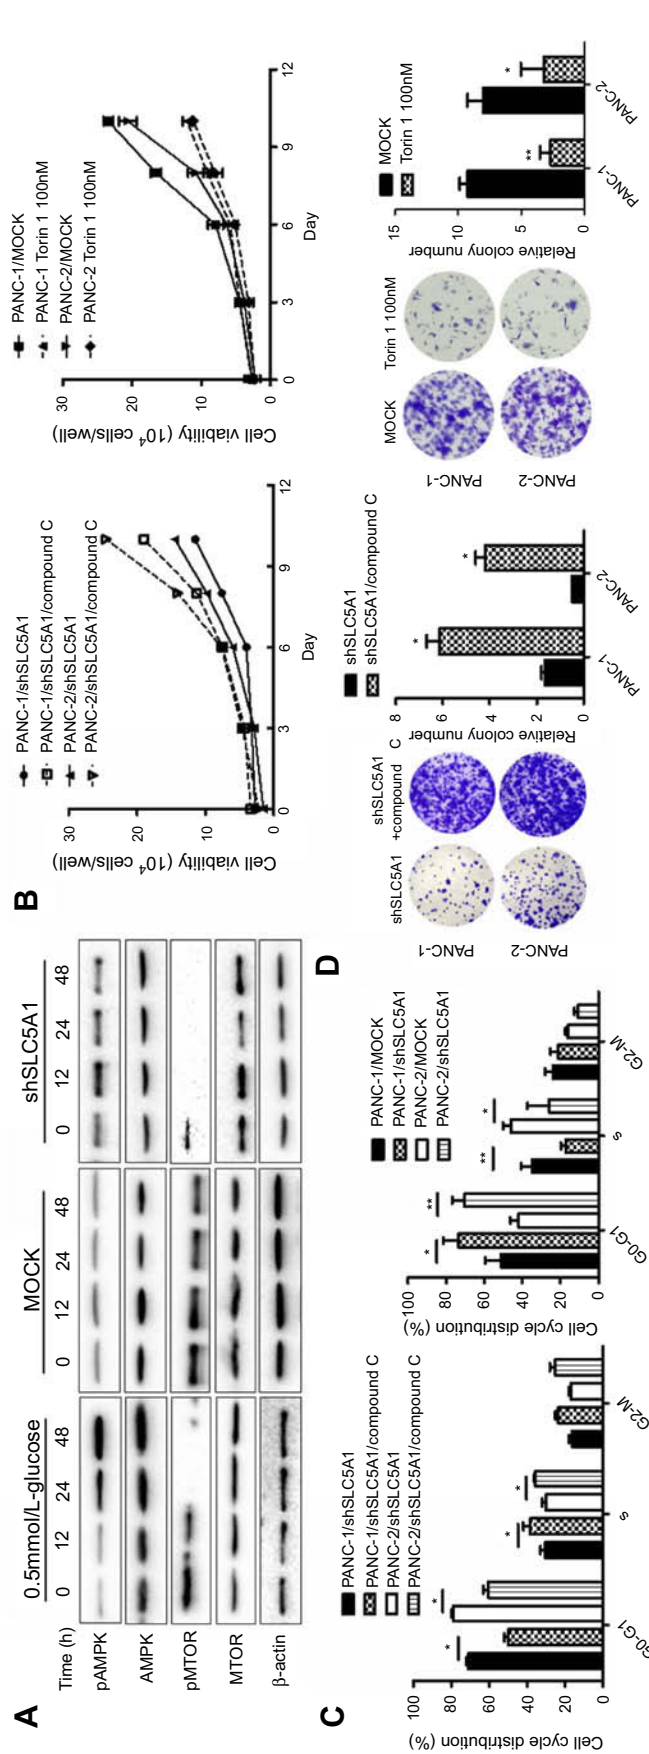 A
0.5mmol/L-glucose
MOCK
shSLC5A1
Time (h)
0
12
24
48
0
12
24
48
0
12
24
48
pAMPK
AMPK
pMTOR
MTOR
β-actin
B
PANC-1/shSLC5A1
PANC-1/shSLC5A1/compound C
PANC-2/shSLC5A1
PANC-2/shSLC5A1/compound C
Cell viability (10⁴ cells/well)
30
20
10
0
0
3
6
9
12
Day
PANC-1/MOCK
PANC-1 Torin 1 100nM
PANC-2/MOCK
PANC-2 Torin 1 100nM
Cell viability (10⁴ cells/well)
30
20
10
0
0
3
6
9
12
Day
C
PANC-1/shSLC5A1
PANC-1/shSLC5A1/compound C
PANC-2/shSLC5A1
PANC-2/shSLC5A1/compound C
Cell cycle distribution (%)
100
80
60
40
20
0
*
*
*
*
G0-G1
s
G2-M
PANC-1/MOCK
PANC-1/shSLC5A1
PANC-2/MOCK
PANC-2/shSLC5A1
Cell cycle distribution (%)
100
80
60
40
20
0
*
**
**
*
G0-G1
s
G2-M
D
shSLC5A1
shSLC5A1
+compound C
PANC-1
PANC-2
shSLC5A1
shSLC5A1/compound C
Relative colony number
8
6
4
2
0
*
*
PANC-1
PANC-2
MOCK
Torin 1 100nM
PANC-1
PANC-2
MOCK
Torin 1 100nM
Relative colony number
15
10
5
0
**
*
PANC-1
PANC-2